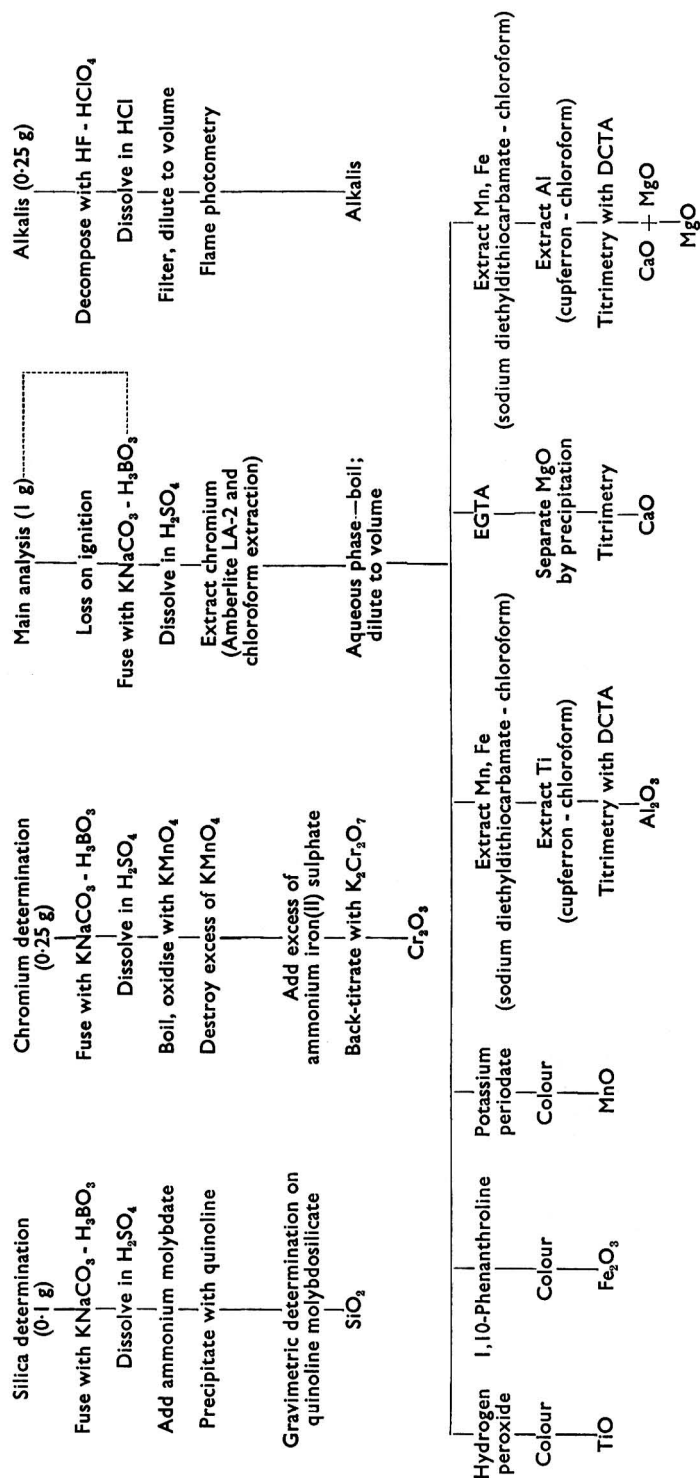 Silica determination
(0·1 g)
Fuse with KNaCO₃ - H₃BO₃
Dissolve in H₂SO₄
Add ammonium molybdate
Precipitate with quinoline
Gravimetric determination on
quinoline molybdosilicate
SiO₂
Chromium determination
(0·25 g)
Fuse with KNaCO₃ - H₃BO₃
Dissolve in H₂SO₄
Boil, oxidise with KMnO₄
Destroy excess of KMnO₄
Add excess of
ammonium iron(II) sulphate
Back-titrate with K₂Cr₂O₇
Cr₂O₃
Main analysis (1 g)
Loss on ignition
Fuse with KNaCO₃ - H₃BO₃
Dissolve in H₂SO₄
Extract chromium
(Amberlite LA-2 and
chloroform extraction)
Aqueous phase—boil;
dilute to volume
Alkalis (0·25 g)
Decompose with HF - HClO₄
Dissolve in HCl
Filter, dilute to volume
Flame photometry
Alkalis
Hydrogen
peroxide
Colour
TiO
1,10-Phenanthroline
Colour
Fe₂O₃
Potassium
periodate
Colour
MnO
Extract Mn, Fe
(sodium diethyldithiocarbamate - chloroform)
Extract Ti
(cupferron - chloroform)
Titrimetry with DCTA
Al₂O₃
EGTA
Separate MgO
by precipitation
Titrimetry
CaO
Extract Mn, Fe
(sodium diethyldithiocarbamate - chloroform)
Extract Al
(cupferron - chloroform)
Titrimetry with DCTA
CaO + MgO
MgO